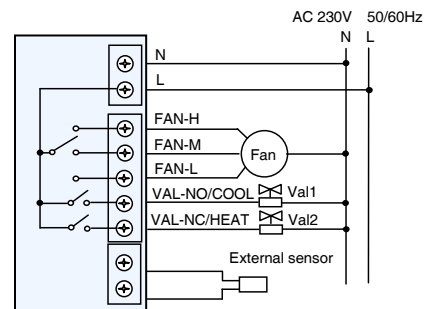 AC 230V 50/60Hz
N L
N
L
FAN-H
FAN-M
FAN-L
Fan
VAL-NO/COOL Val1
VAL-NC/HEAT Val2
External sensor